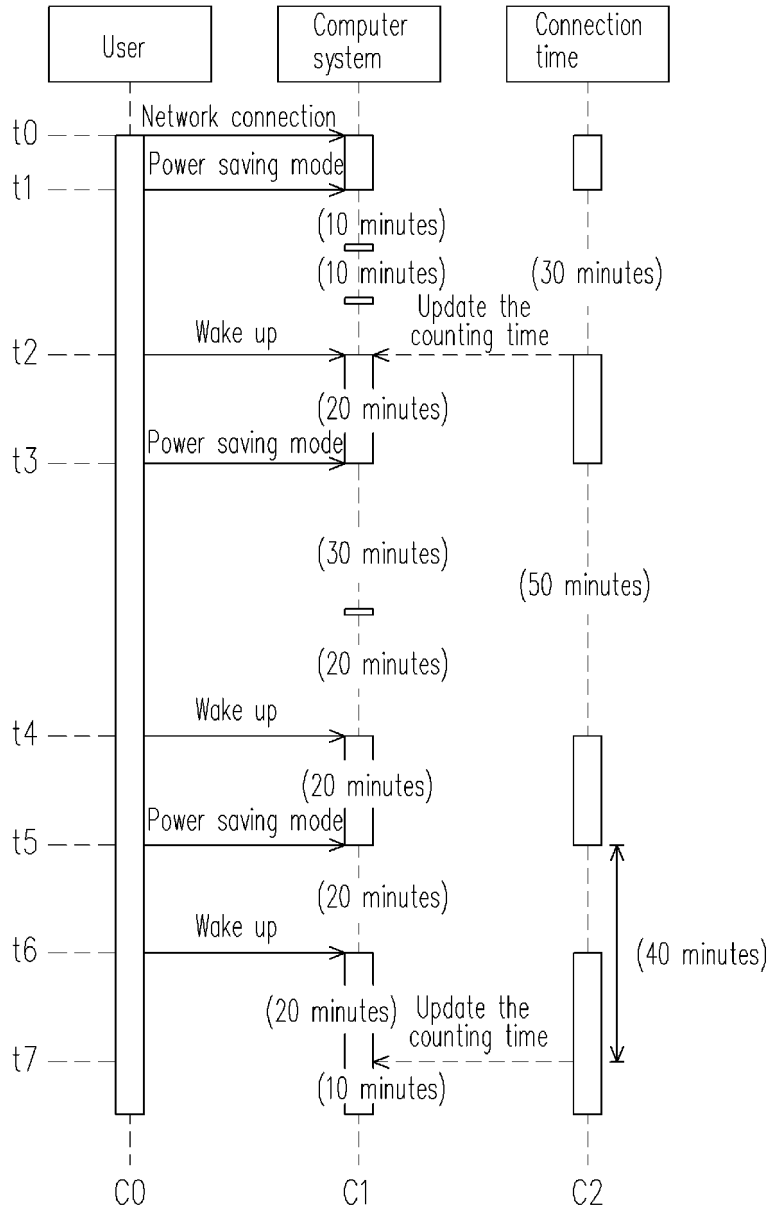 User
Computer
system
Connection
time
Network connection
t0
Power saving mode
t1
(10 minutes)
(10 minutes)
(30 minutes)
Update the
counting time
Wake up
t2
(20 minutes)
Power saving mode
t3
(30 minutes)
(50 minutes)
(20 minutes)
Wake up
t4
(20 minutes)
Power saving mode
t5
(20 minutes)
Wake up
t6
(40 minutes)
(20 minutes)
Update the
counting time
t7
(10 minutes)
C0
C1
C2